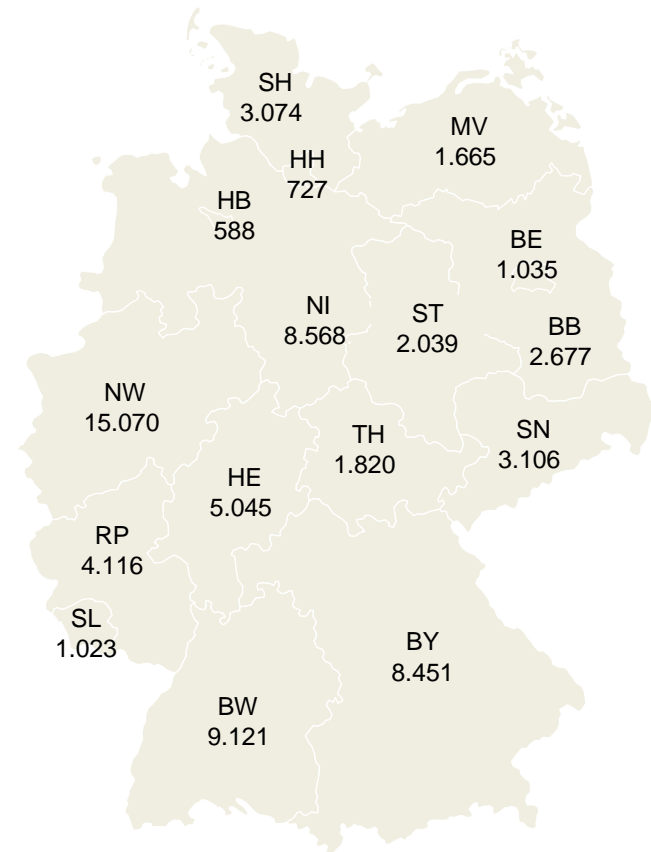 SH
3.074
MV
1.665
HH
727
HB
588
BE
1.035
NI
8.568
ST
2.039
BB
2.677
NW
15.070
TH
1.820
SN
3.106
HE
5.045
RP
4.116
SL
1.023
BY
8.451
BW
9.121